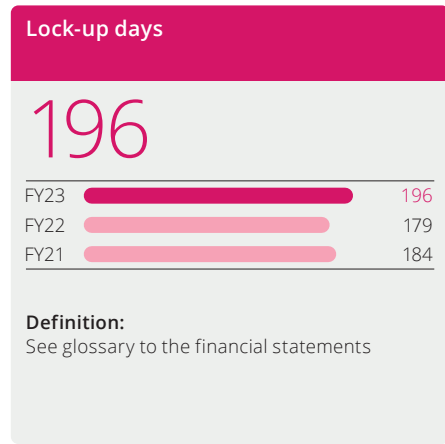 Lock-up days
196
FY23 196
FY22 179
FY21 184
Definition:
See glossary to the financial statements